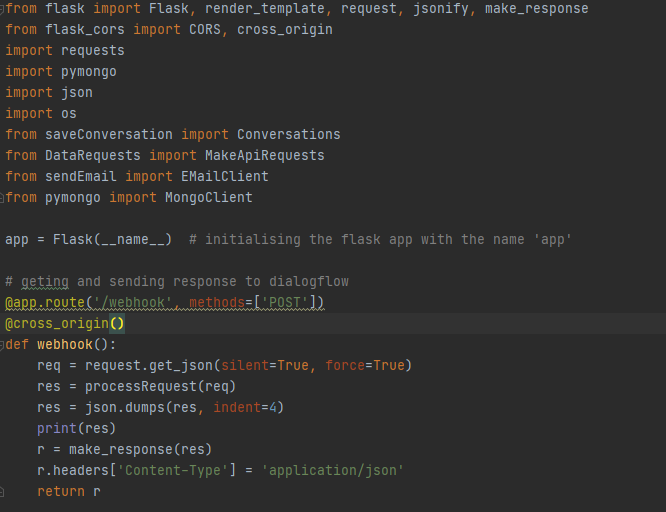 from flask import Flask, render_template, request, jsonify, make_response
from flask_cors import CORS, cross_origin
import requests
import pymongo
import json
import os
from saveConversation import Conversations
from DataRequests import MakeApiRequests
from sendEmail import EMailClient
from pymongo import MongoClient
app = Flask(__name__)  # initialising the flask app with the name 'app'
# geting and sending response to dialogflow
@app.route('/webhook', methods=['POST'])
@cross_origin()
def webhook():
    req = request.get_json(silent=True, force=True)
    res = processRequest(req)
    res = json.dumps(res, indent=4)
    print(res)
    r = make_response(res)
    r.headers['Content-Type'] = 'application/json'
    return r